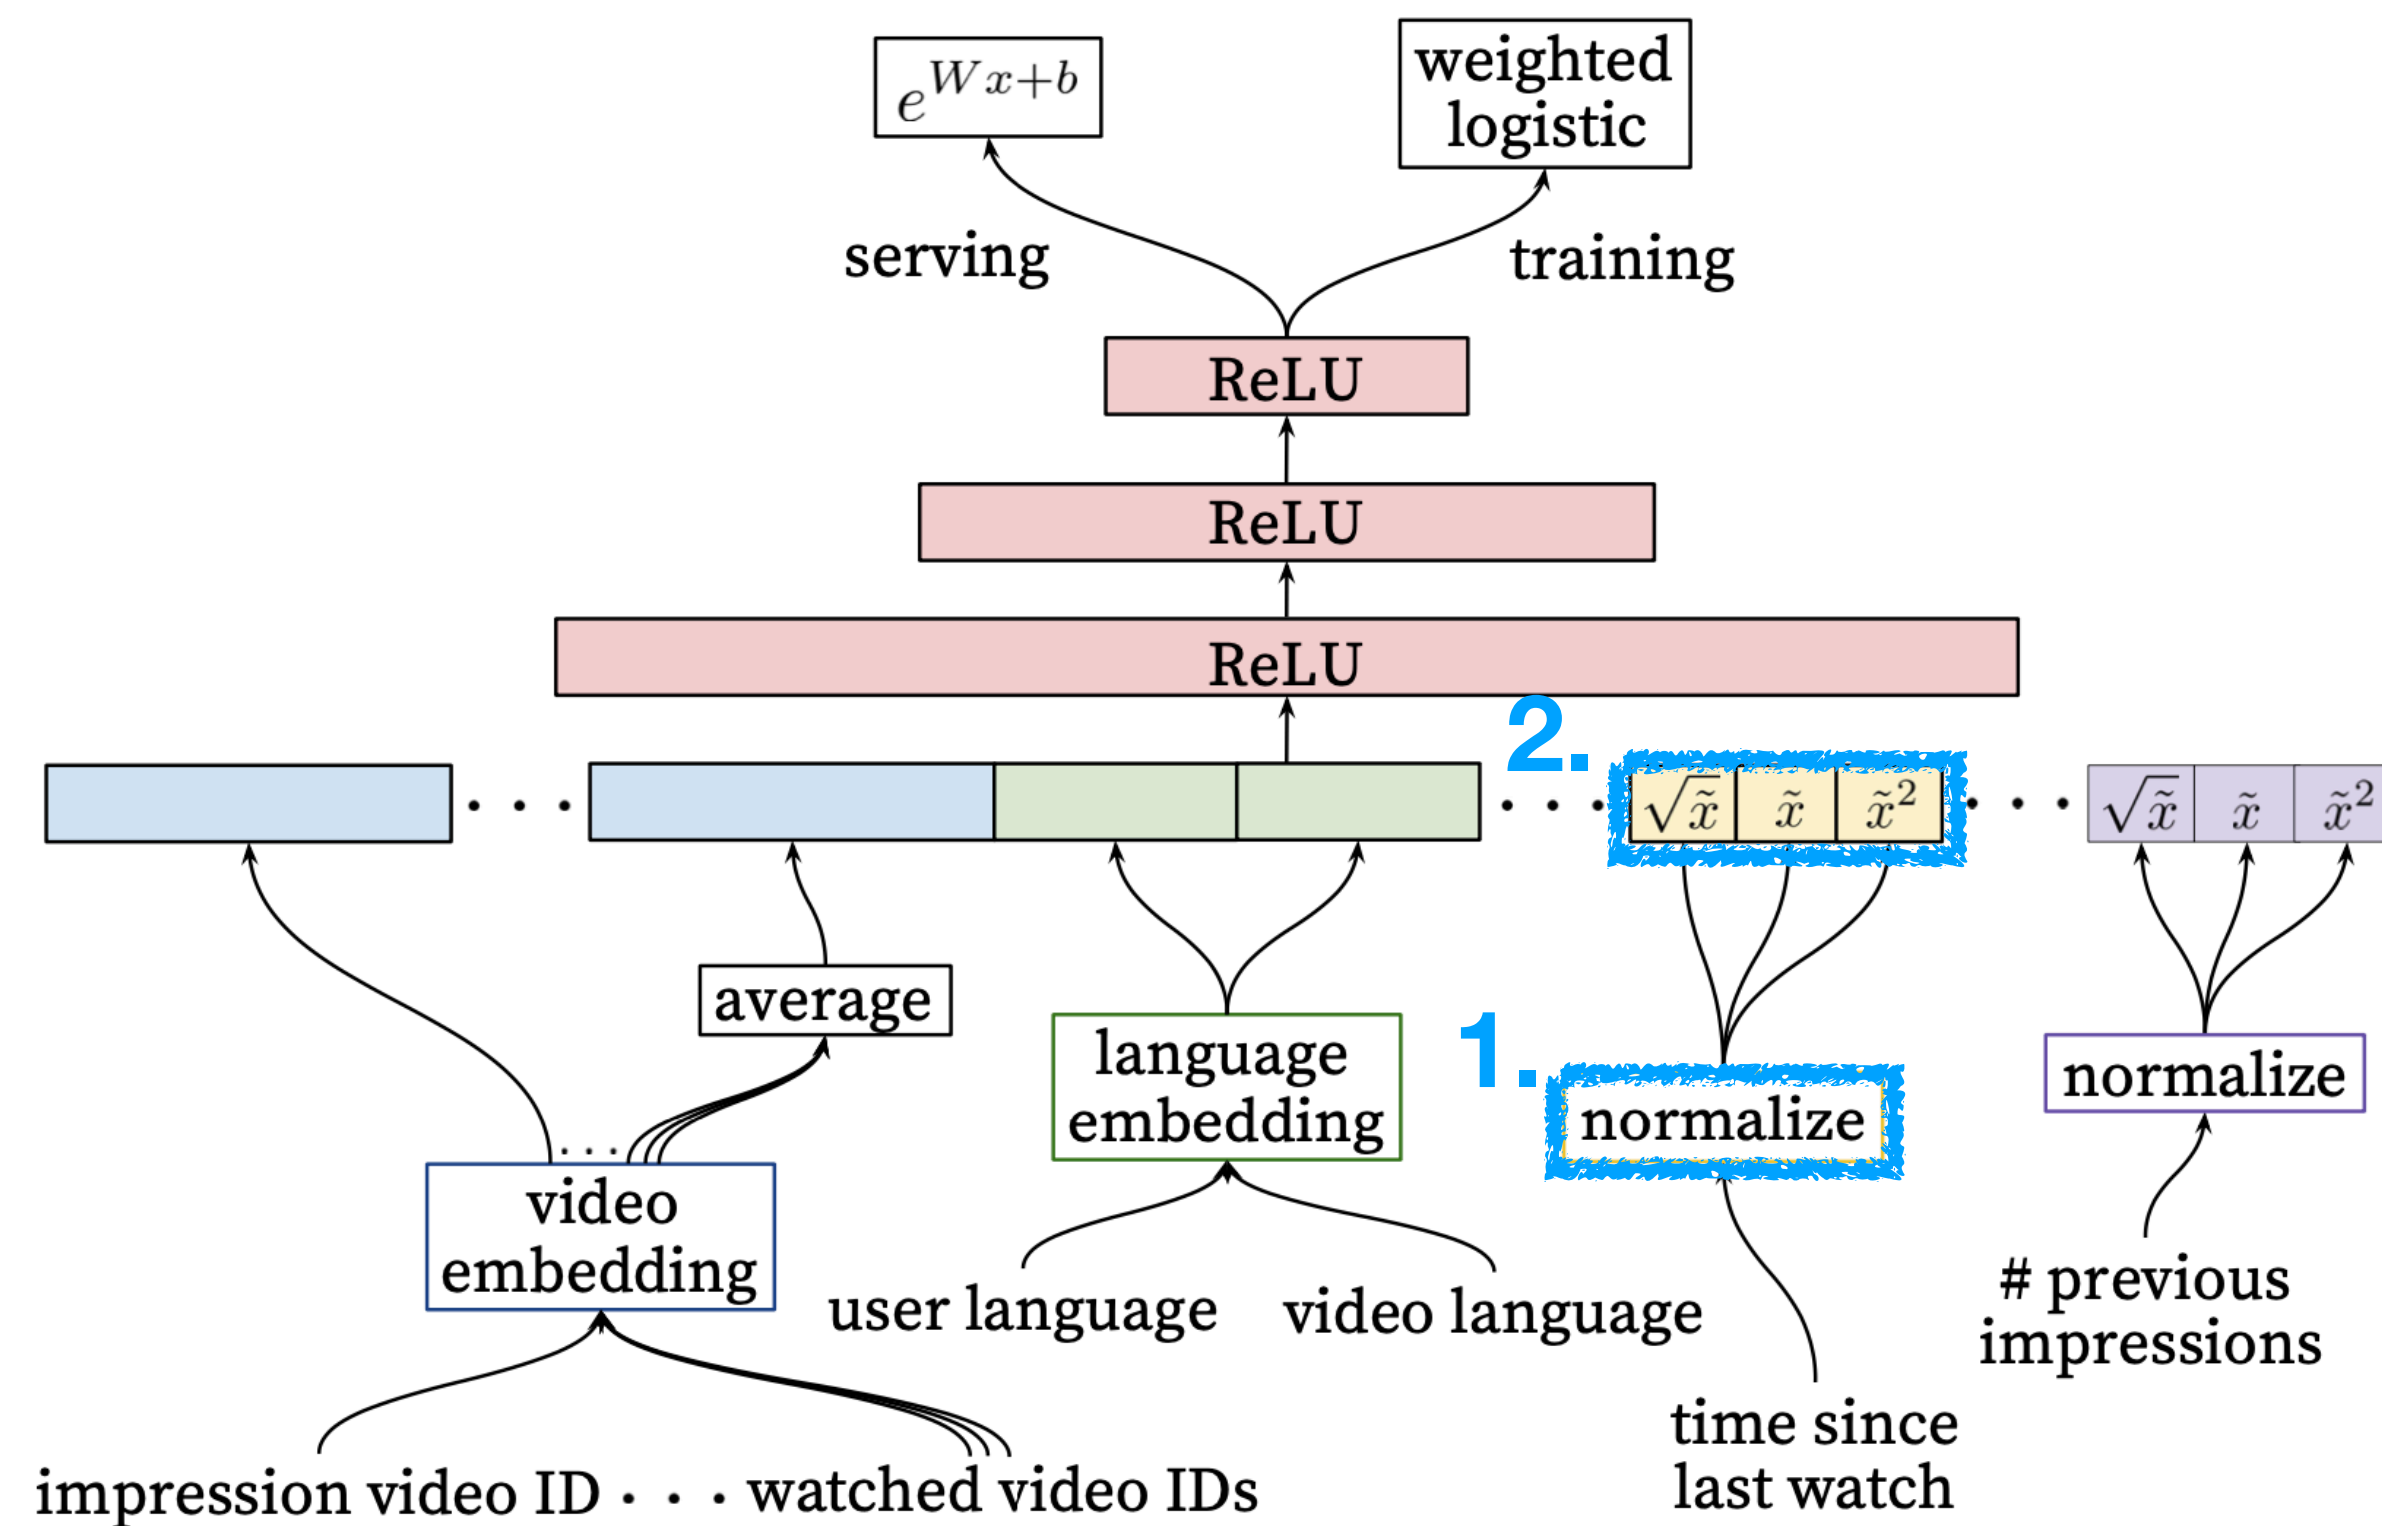 e^{Wx+b}
weighted
logistic
serving
training
ReLU
ReLU
ReLU
2.
√x̃ x̃ x̃²
√x̃ x̃ x̃²
average
language
embedding
1.
normalize
normalize
video
embedding
user language
video language
# previous
impressions
time since
last watch
impression video ID
watched video IDs